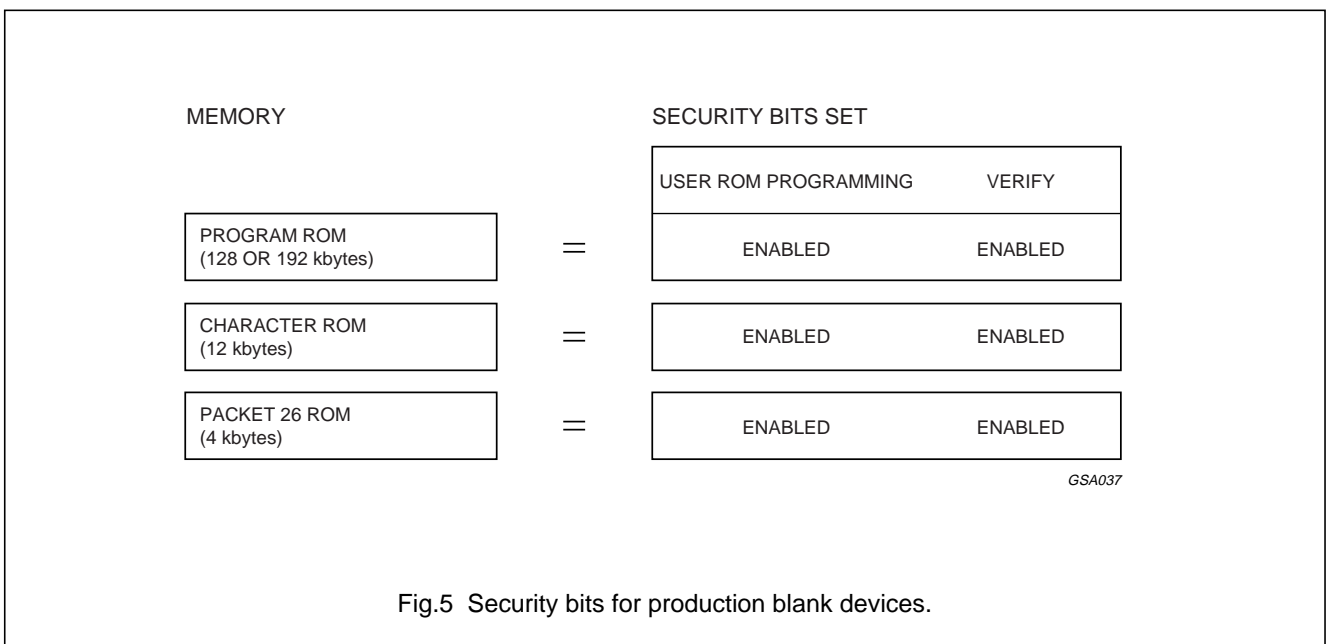 MEMORY SECURITY BITS SET
USER ROM PROGRAMMING VERIFY
PROGRAM ROM
(128 OR 192 kbytes)
= ENABLED ENABLED
CHARACTER ROM
(12 kbytes)
= ENABLED ENABLED
PACKET 26 ROM
(4 kbytes)
= ENABLED ENABLED
GSA037
Fig.5 Security bits for production blank devices.